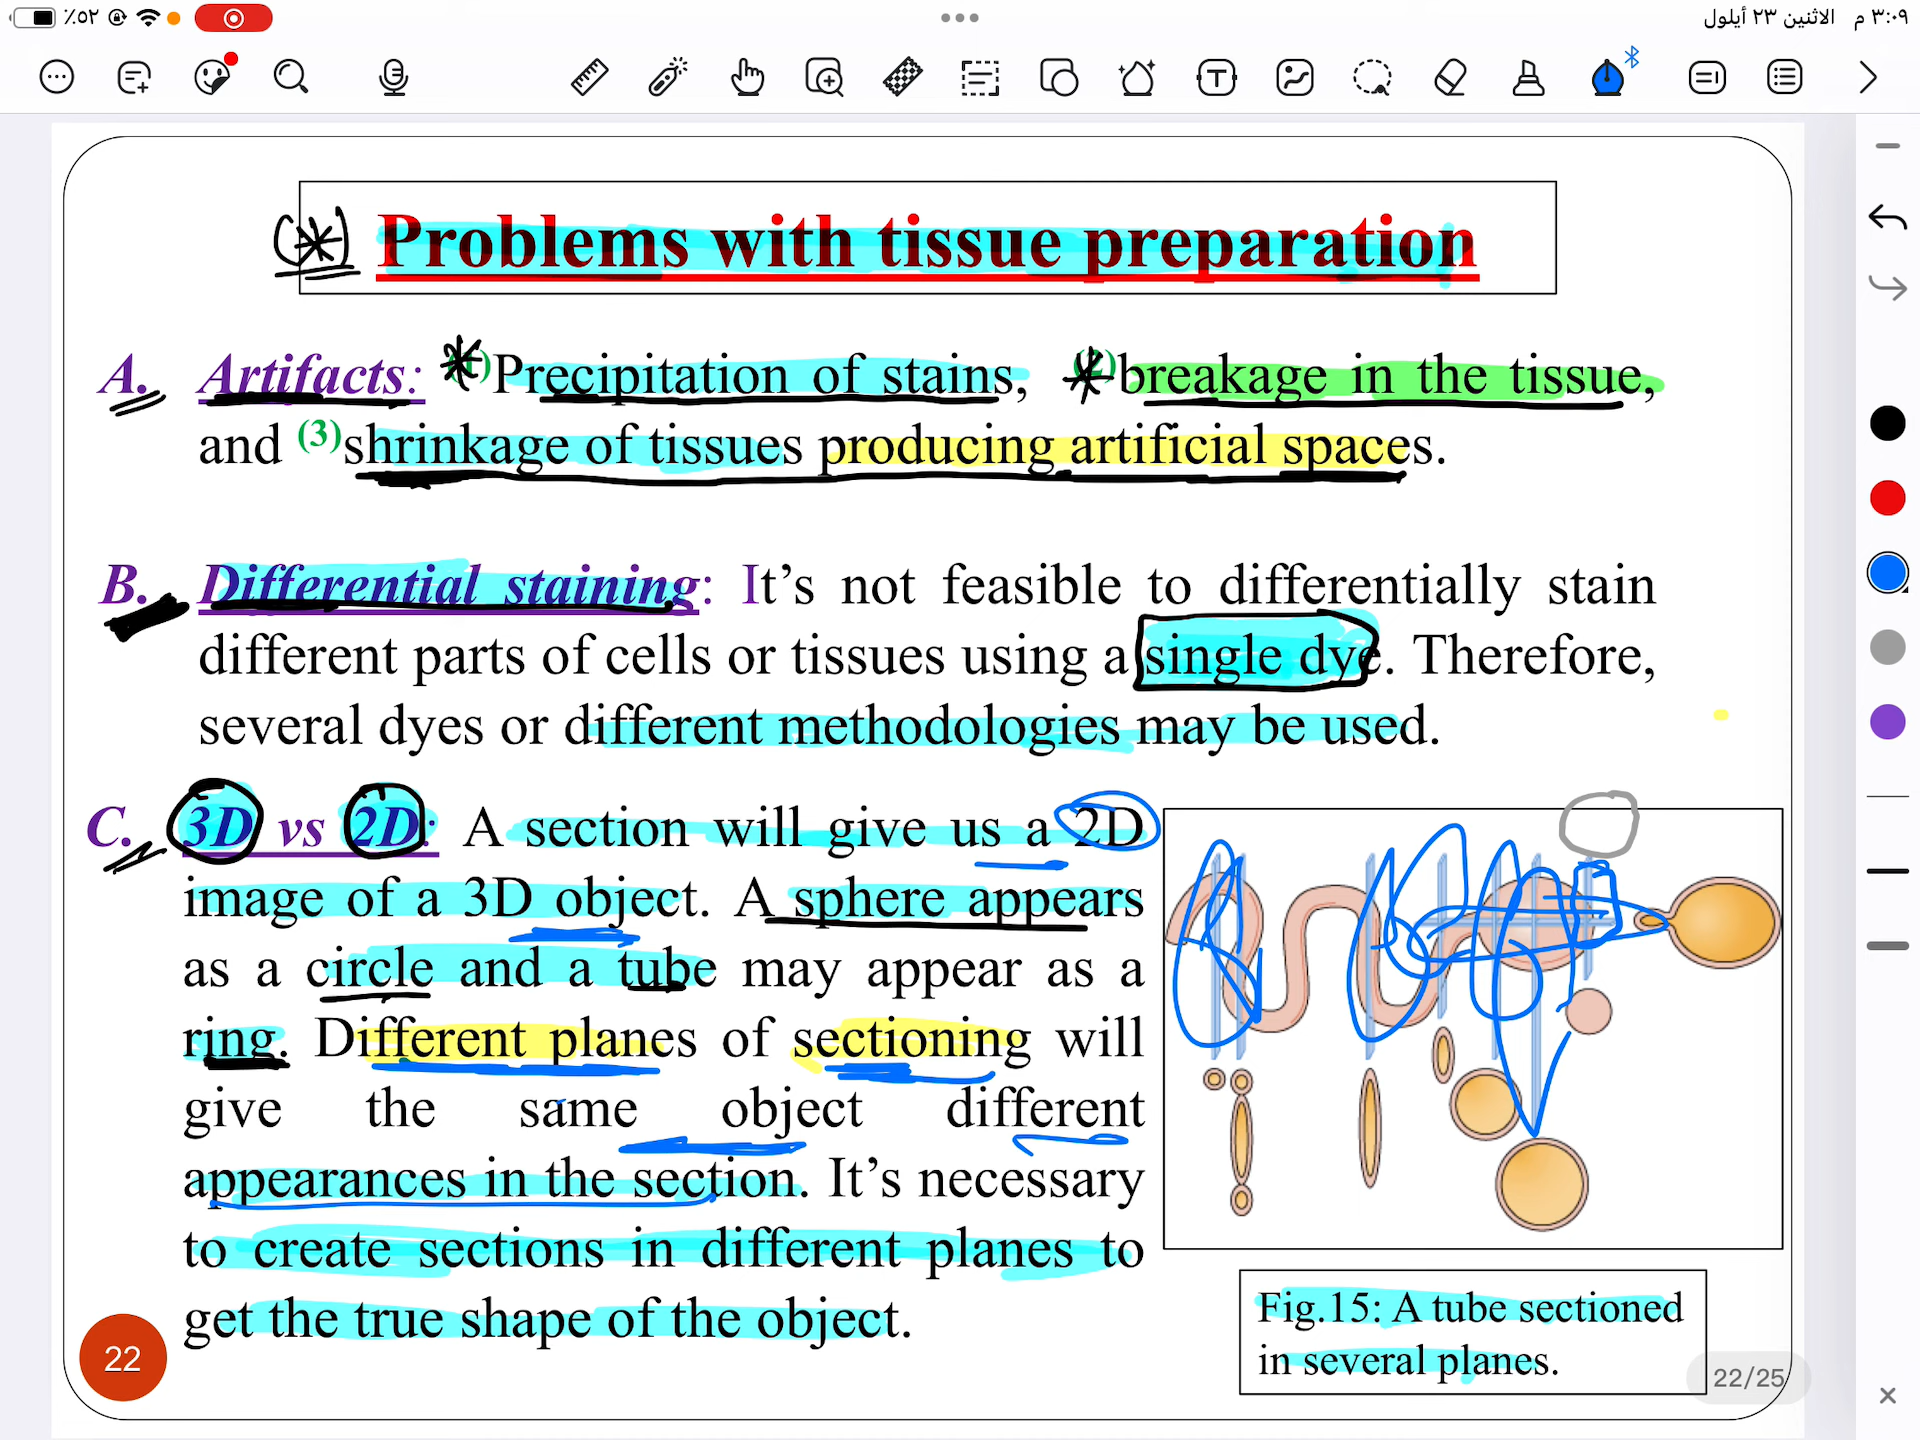 ٪٥٢
الاثنين ٢٣ أيلول ٣:٠٩ م
(*) Problems with tissue preparation
A. Artifacts: (1)Precipitation of stains, (2)breakage in the tissue,
and (3)shrinkage of tissues producing artificial spaces.
B. Differential staining: It’s not feasible to differentially stain
different parts of cells or tissues using a single dye. Therefore,
several dyes or different methodologies may be used.
C. 3D vs 2D: A section will give us a 2D
image of a 3D object. A sphere appears
as a circle and a tube may appear as a
ring. Different planes of sectioning will
give the same object different
appearances in the section. It’s necessary
to create sections in different planes to
get the true shape of the object.
Fig.15: A tube sectioned
in several planes.
22
22/25